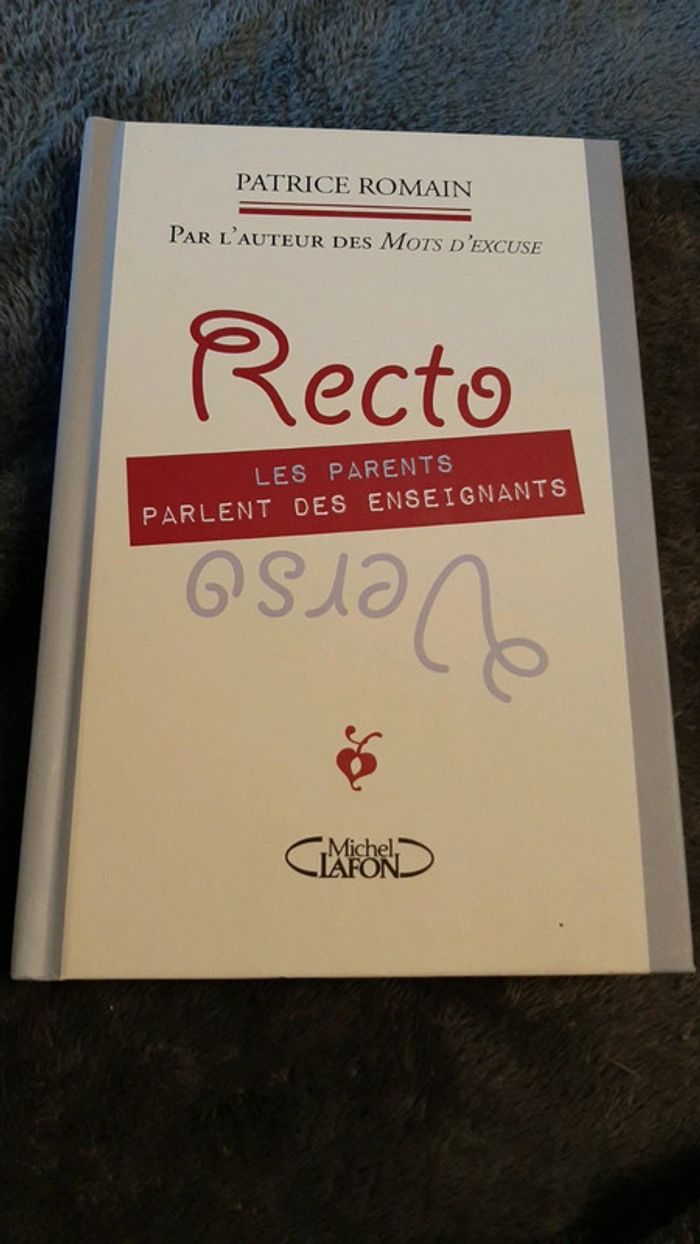 PATRICE ROMAIN
PAR L'AUTEUR DES MOTS D'EXCUSE
Recto
LES PARENTS
PARLENT DES ENSEIGNANTS
Verso
Michel
LAFON